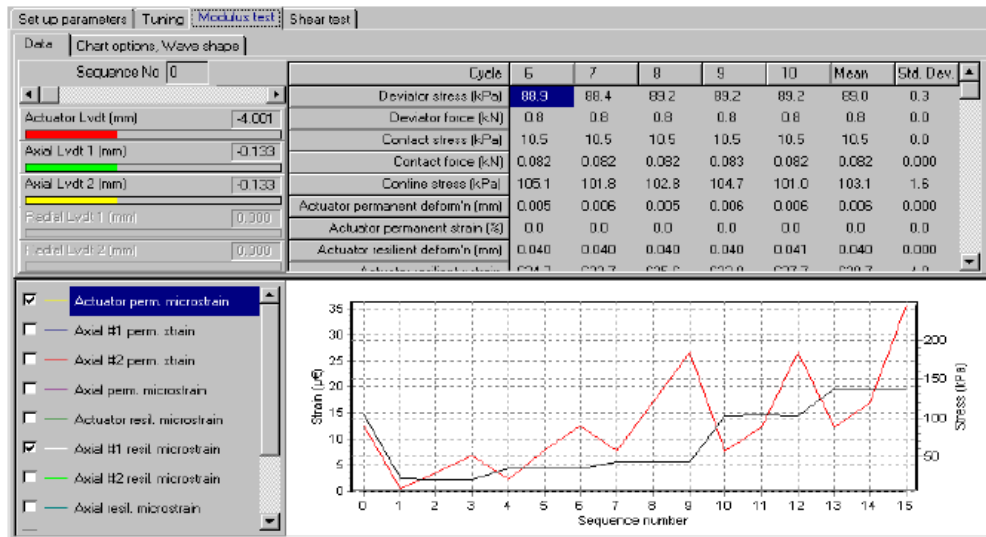 Set up parameters Tuning Modulus test Shear test
Data Chart options, Wave shape
Sequence No 0
Actuator Lvdt (mm) -4.001
Axial Lvdt 1 (mm) -0.133
Axial Lvdt 2 (mm) -0.133
Radial Lvdt 1 (mm) 0.000
Radial Lvdt 2 (mm) 0.000
Cycle 6 7 8 9 10 Mean Std. Dev.
Deviator stress (kPa) 88.9 88.4 89.2 89.2 89.2 89.0 0.3
Deviator force (kN) 0.8 0.8 0.8 0.8 0.8 0.8 0.0
Contact stress (kPa) 10.5 10.5 10.5 10.5 10.5 10.5 0.0
Contact force (kN) 0.082 0.082 0.082 0.083 0.082 0.082 0.000
Confine stress (kPa) 105.1 101.8 102.8 104.7 101.0 103.1 1.6
Actuator permanent deform'n (mm) 0.005 0.006 0.005 0.006 0.006 0.006 0.000
Actuator permanent strain (%) 0.0 0.0 0.0 0.0 0.0 0.0 0.0
Actuator resilient deform'n (mm) 0.040 0.040 0.040 0.040 0.041 0.040 0.000
Actuator perm. microstrain
Axial #1 perm. strain
Axial #2 perm. strain
Axial perm. microstrain
Actuator resil. microstrain
Axial #1 resil. microstrain
Axial #2 resil. microstrain
Axial resil. microstrain
Strain (µ€)
35
30
25
20
15
10
5
0
0 1 2 3 4 5 6 7 8 9 10 11 12 13 14 15
Sequence number
200
150
100
50
Stress (kPa)